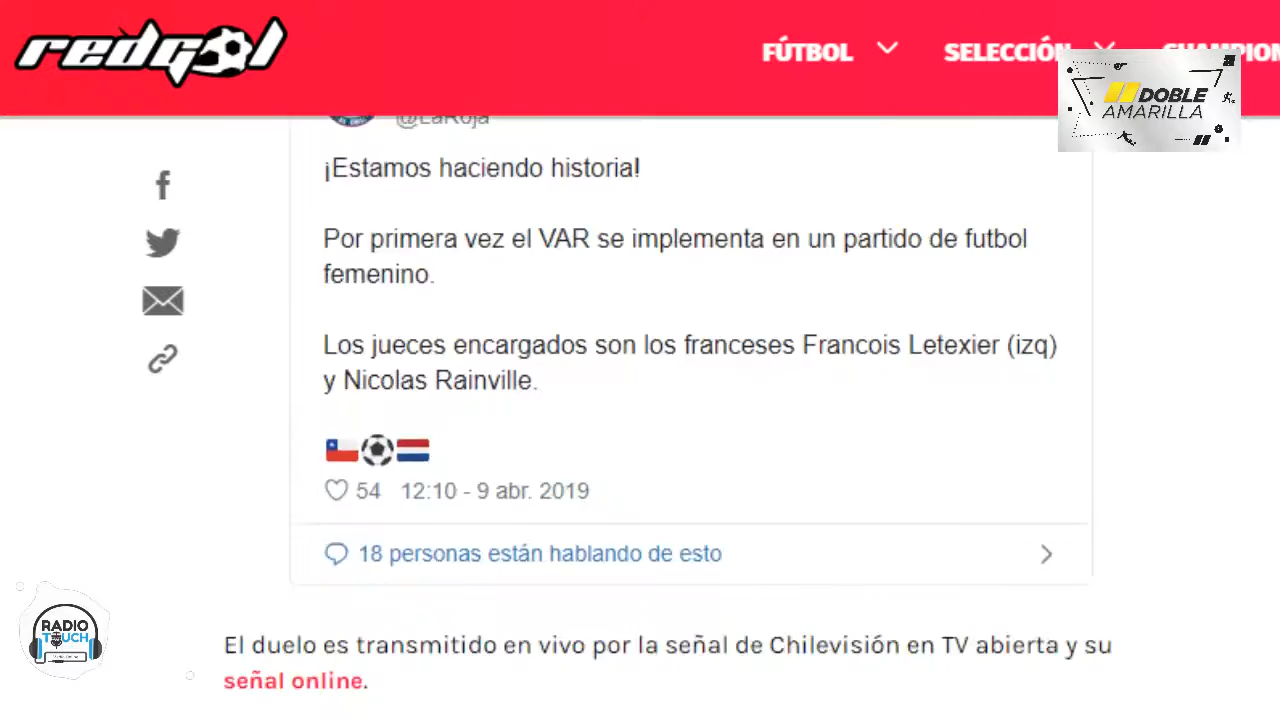 redgol
FÚTBOL
SELECCIÓN
CHAMPION
DOBLE
AMARILLA
@LaRoja
¡Estamos haciendo historia!
Por primera vez el VAR se implementa en un partido de futbol
femenino.
Los jueces encargados son los franceses Francois Letexier (izq)
y Nicolas Rainville.
54 12:10 - 9 abr. 2019
18 personas están hablando de esto
RADIO
TOUCH
El duelo es transmitido en vivo por la señal de Chilevisión en TV abierta y su
señal online.